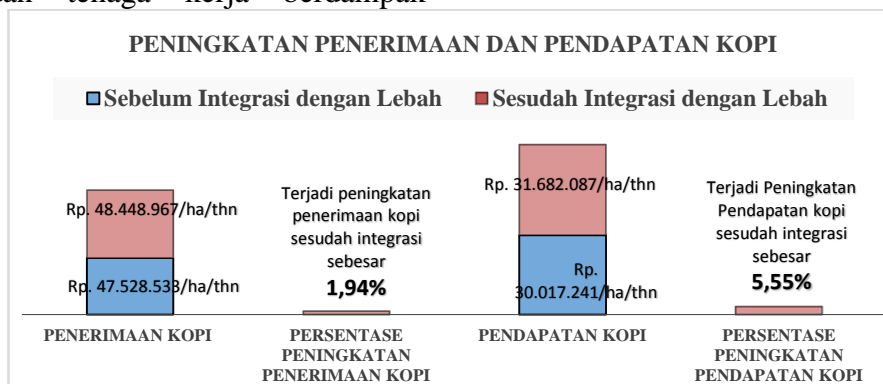 tenaga kerja berdampak
PENINGKATAN PENERIMAAN DAN PENDAPATAN KOPI
Sebelum Integrasi dengan Lebah Sesudah Integrasi dengan Lebah
Rp. 48.448.967/ha/thn
Rp. 47.528.533/ha/thn
Terjadi peningkatan
penerimaan kopi
sesudah integrasi
sebesar
1,94%
Rp. 31.682.087/ha/thn
Rp.
30.017.241/ha/thn
Terjadi Peningkatan
Pendapatan kopi
sesudah integrasi
sebesar
5,55%
PENERIMAAN KOPI
PERSENTASE
PENINGKATAN
PENERIMAAN KOPI
PENDAPATAN KOPI
PERSENTASE
PENINGKATAN
PENDAPATAN KOPI